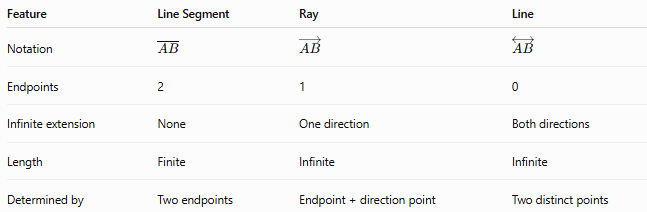 Feature Line Segment Ray Line
Notation \overline{AB} \overrightarrow{AB} \overleftrightarrow{AB}
Endpoints 2 1 0
Infinite extension None One direction Both directions
Length Finite Infinite Infinite
Determined by Two endpoints Endpoint + direction point Two distinct points